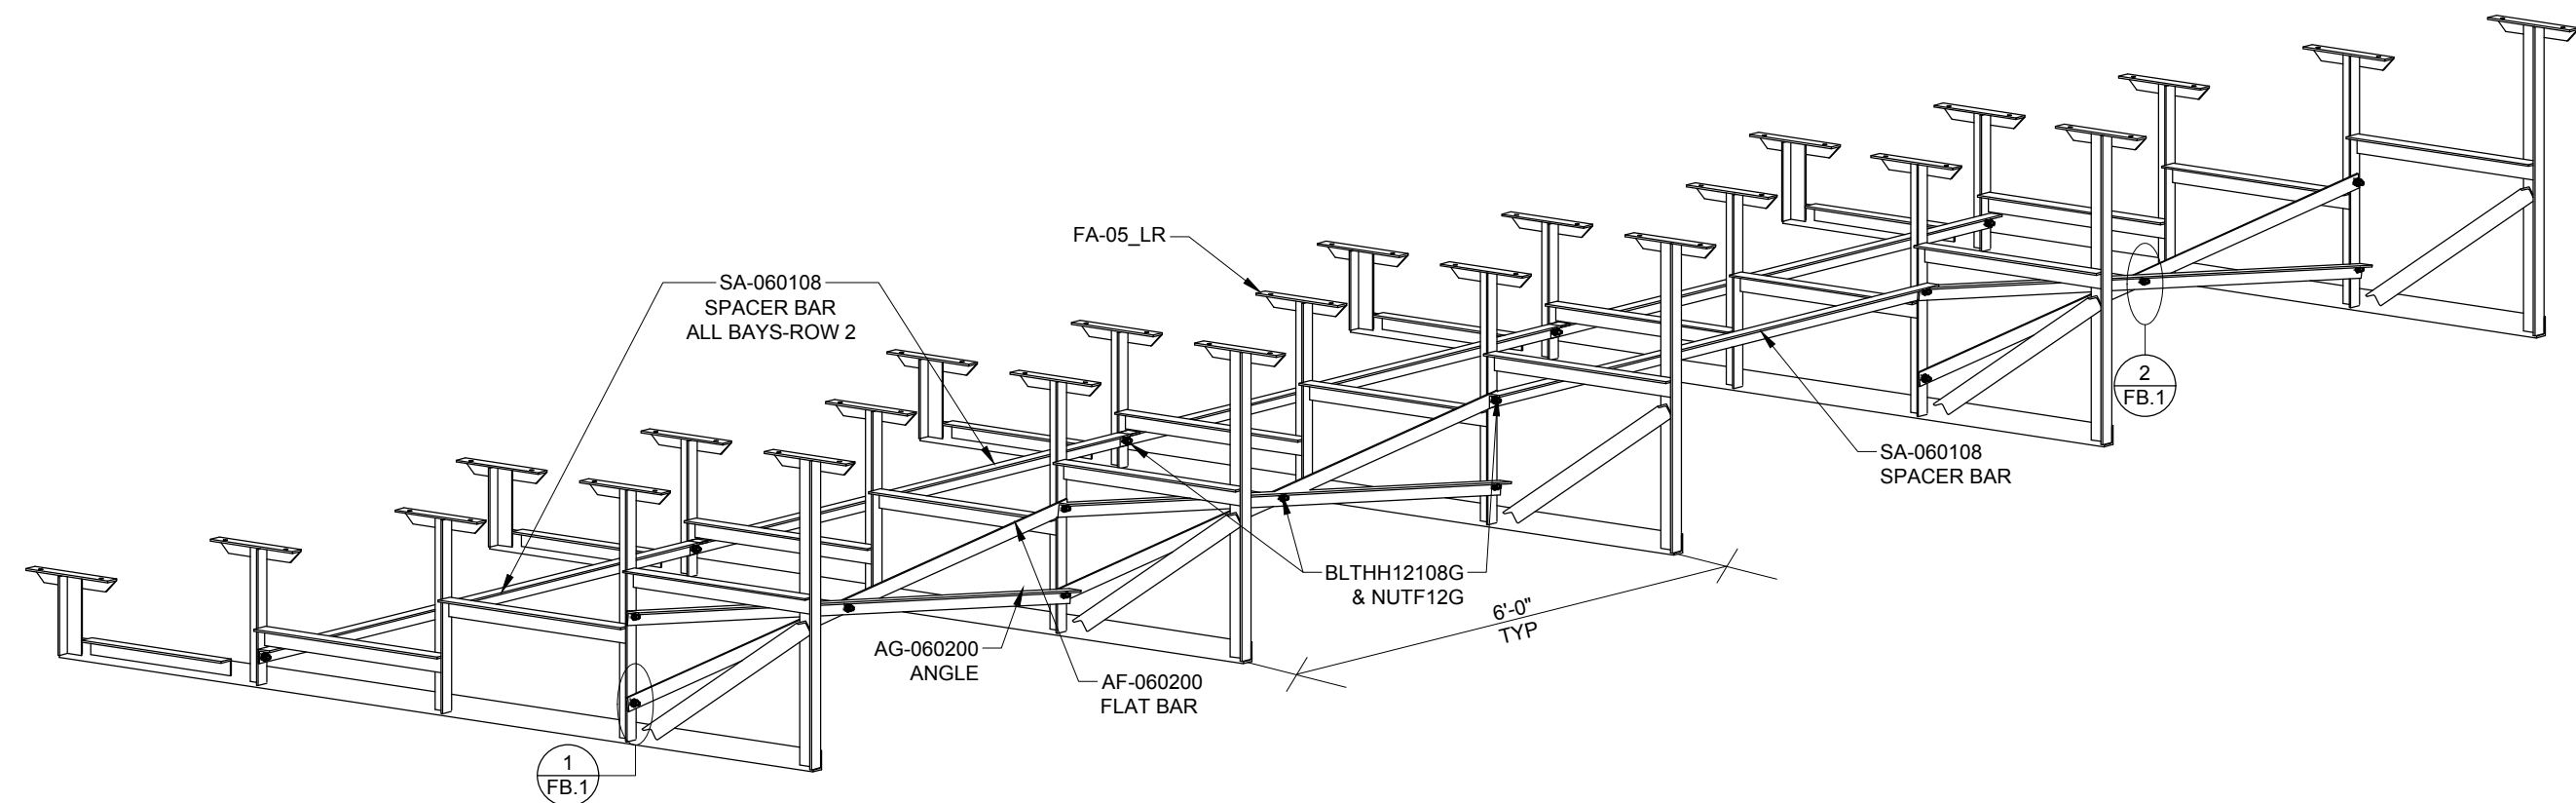 FA-05_LR
SA-060108
SPACER BAR
ALL BAYS-ROW 2
2
FB.1
SA-060108
SPACER BAR
BLTHH12108G
& NUTF12G
6'-0"
TYP
AG-060200
ANGLE
AF-060200
FLAT BAR
1
FB.1